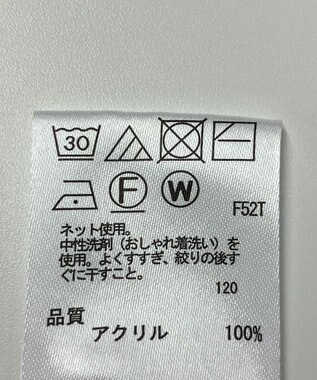 30
F W
F52T
ネット使用。
中性洗剤（おしゃれ着洗い）を
使用。よくすすぎ、絞りの後す
ぐに干すこと。
120
品質
アクリル 100%